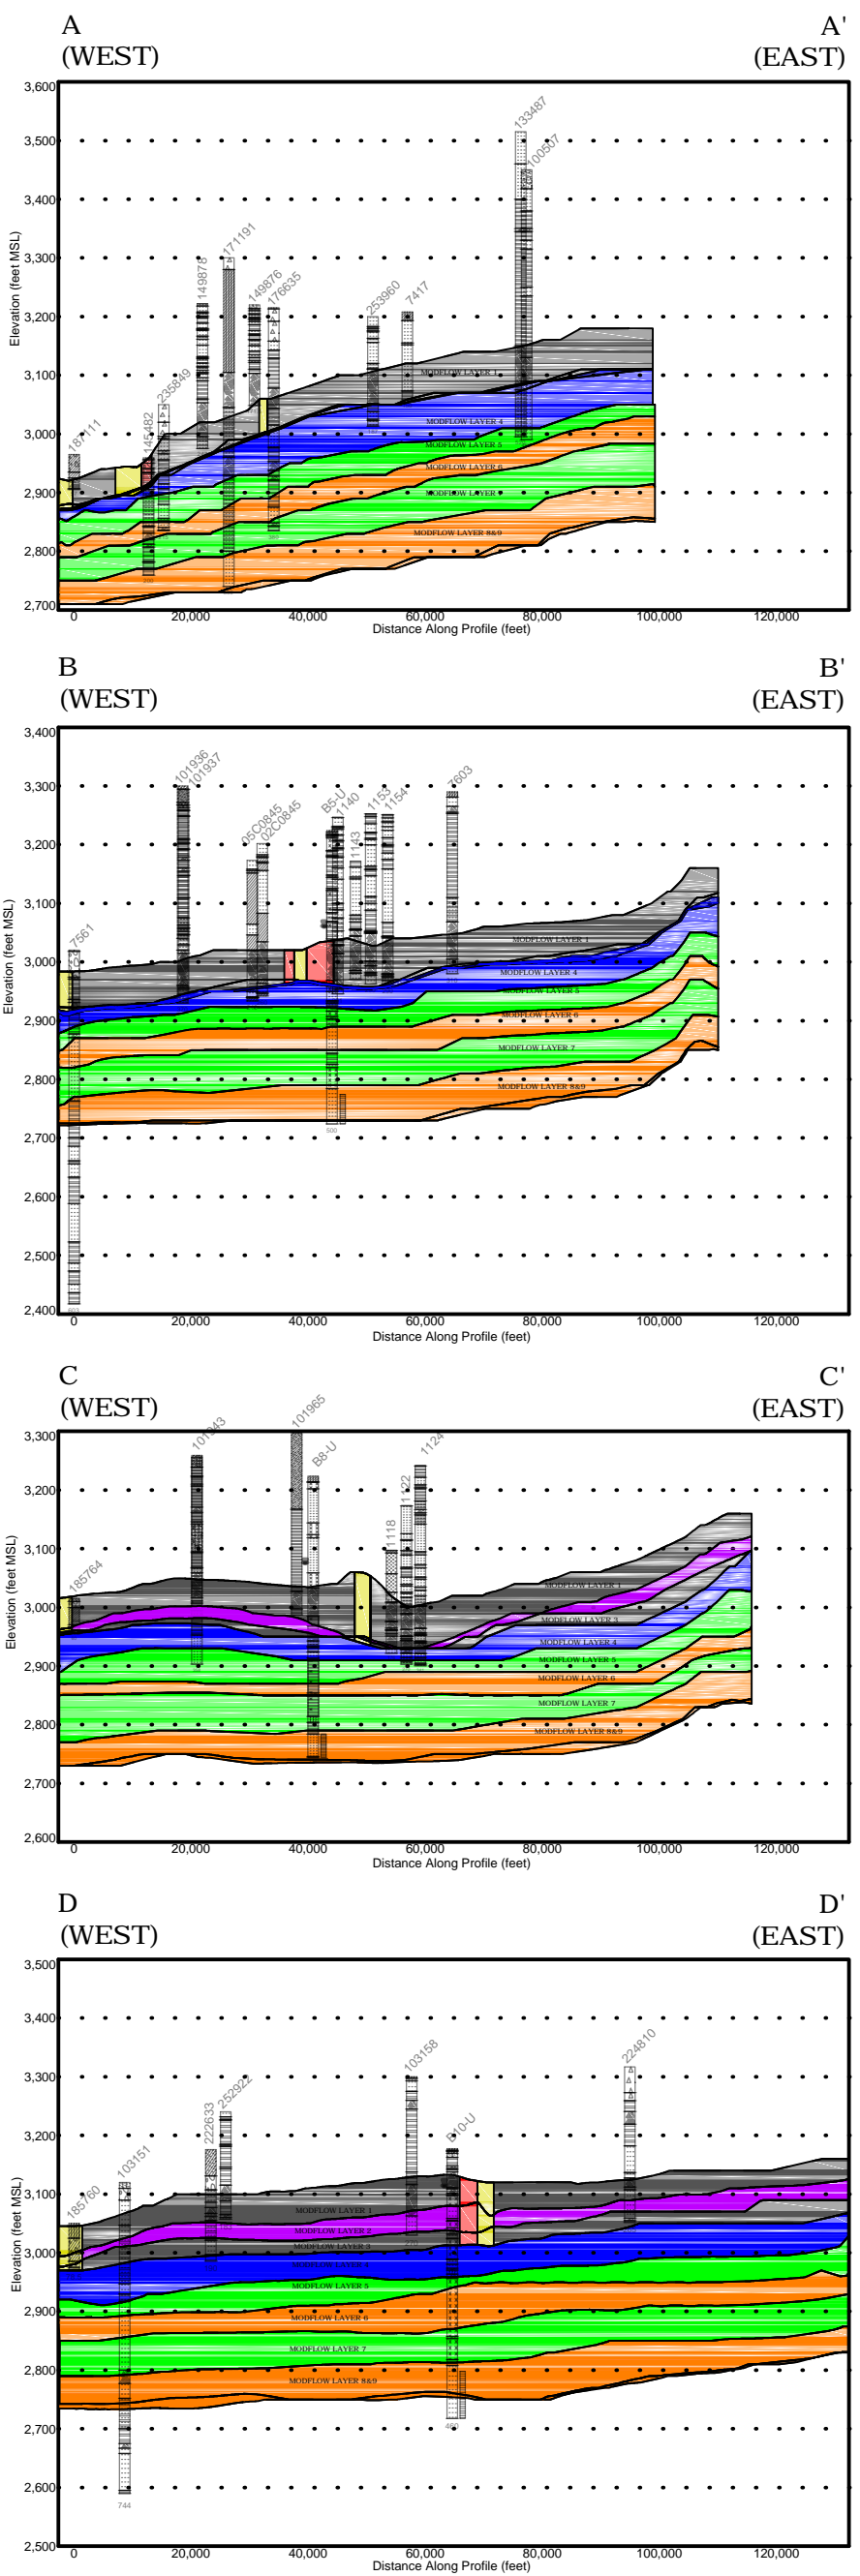 A
A'
(WEST)
(EAST)
3,600
3,500
3,400
3,300
3,200
3,100
3,000
2,900
2,800
2,700
Elevation (feet MSL)
187111
145482
235849
149878
171191
149876
176635
253960
7417
133487
100507
MODFLOW LAYER 1
MODFLOW LAYER 4
MODFLOW LAYER 5
MODFLOW LAYER 6
MODFLOW LAYER 7
MODFLOW LAYER 8&9
0
20,000
40,000
60,000
80,000
100,000
120,000
Distance Along Profile (feet)
B
B'
(WEST)
(EAST)
3,400
3,300
3,200
3,100
3,000
2,900
2,800
2,700
2,600
2,500
2,400
Elevation (feet MSL)
7561
101936
101937
05C0845
02C0845
B5-U
1140
1143
1153
1154
7603
MODFLOW LAYER 1
MODFLOW LAYER 4
MODFLOW LAYER 5
MODFLOW LAYER 6
MODFLOW LAYER 7
MODFLOW LAYER 8&9
500
0
20,000
40,000
60,000
80,000
100,000
120,000
Distance Along Profile (feet)
C
C'
(WEST)
(EAST)
3,300
3,200
3,100
3,000
2,900
2,800
2,700
2,600
Elevation (feet MSL)
185764
101943
101965
B8-U
1118
1122
1124
MODFLOW LAYER 1
MODFLOW LAYER 3
MODFLOW LAYER 4
MODFLOW LAYER 5
MODFLOW LAYER 6
MODFLOW LAYER 7
MODFLOW LAYER 8&9
0
20,000
40,000
60,000
80,000
100,000
120,000
Distance Along Profile (feet)
D
D'
(WEST)
(EAST)
3,500
3,400
3,300
3,200
3,100
3,000
2,900
2,800
2,700
2,600
2,500
Elevation (feet MSL)
185760
103151
222633
252922
103158
B10-U
224810
MODFLOW LAYER 1
MODFLOW LAYER 2
MODFLOW LAYER 3
MODFLOW LAYER 4
MODFLOW LAYER 5
MODFLOW LAYER 6
MODFLOW LAYER 7
MODFLOW LAYER 8&9
460
744
0
20,000
40,000
60,000
80,000
100,000
120,000
Distance Along Profile (feet)